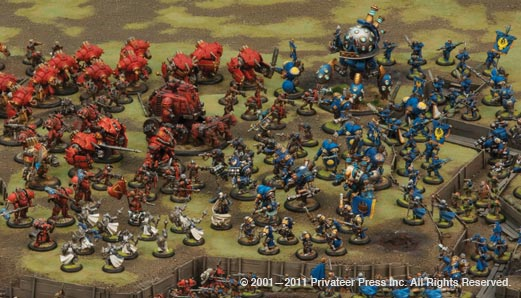 © 2001–2011 Privateer Press Inc. All Rights Reserved.